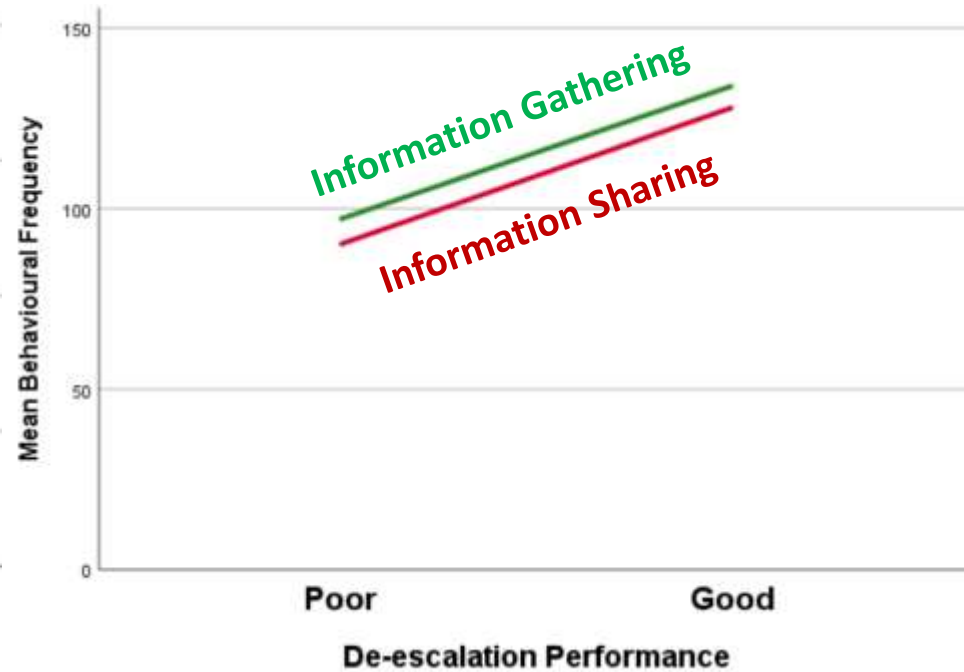 Mean Behavioural Frequency
150
100
50
0
Information Gathering
Information Sharing
Poor
Good
De-escalation Performance